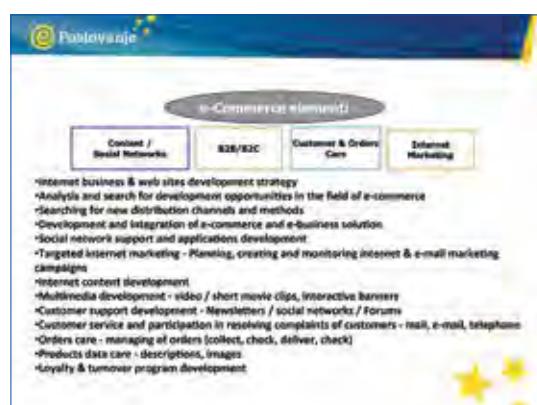 Poslovanje
e-Commerce elementi
Content /
Social Networks
B2B/B2C
Customer & Orders
Care
Internet
Marketing
•Internet business & web sites development strategy
•Analysis and search for development opportunities in the field of e-commerce
•Searching for new distribution channels and methods
•Development and integration of e-commerce and e-business solution
•Social network support and applications development
•Targeted internet marketing - Planning, creating and monitoring internet & e-mail marketing
campaigns
•Internet content development
•Multimedia development - video / short movie clips, interactive banners
•Customer support development - Newsletters / social networks / Forums
•Customer service and participation in resolving complaints of customers - mail, e-mail, telephone
•Orders care - managing of orders (collect, check, deliver, check)
•Products data care - descriptions, images
•Loyalty & turnover program development